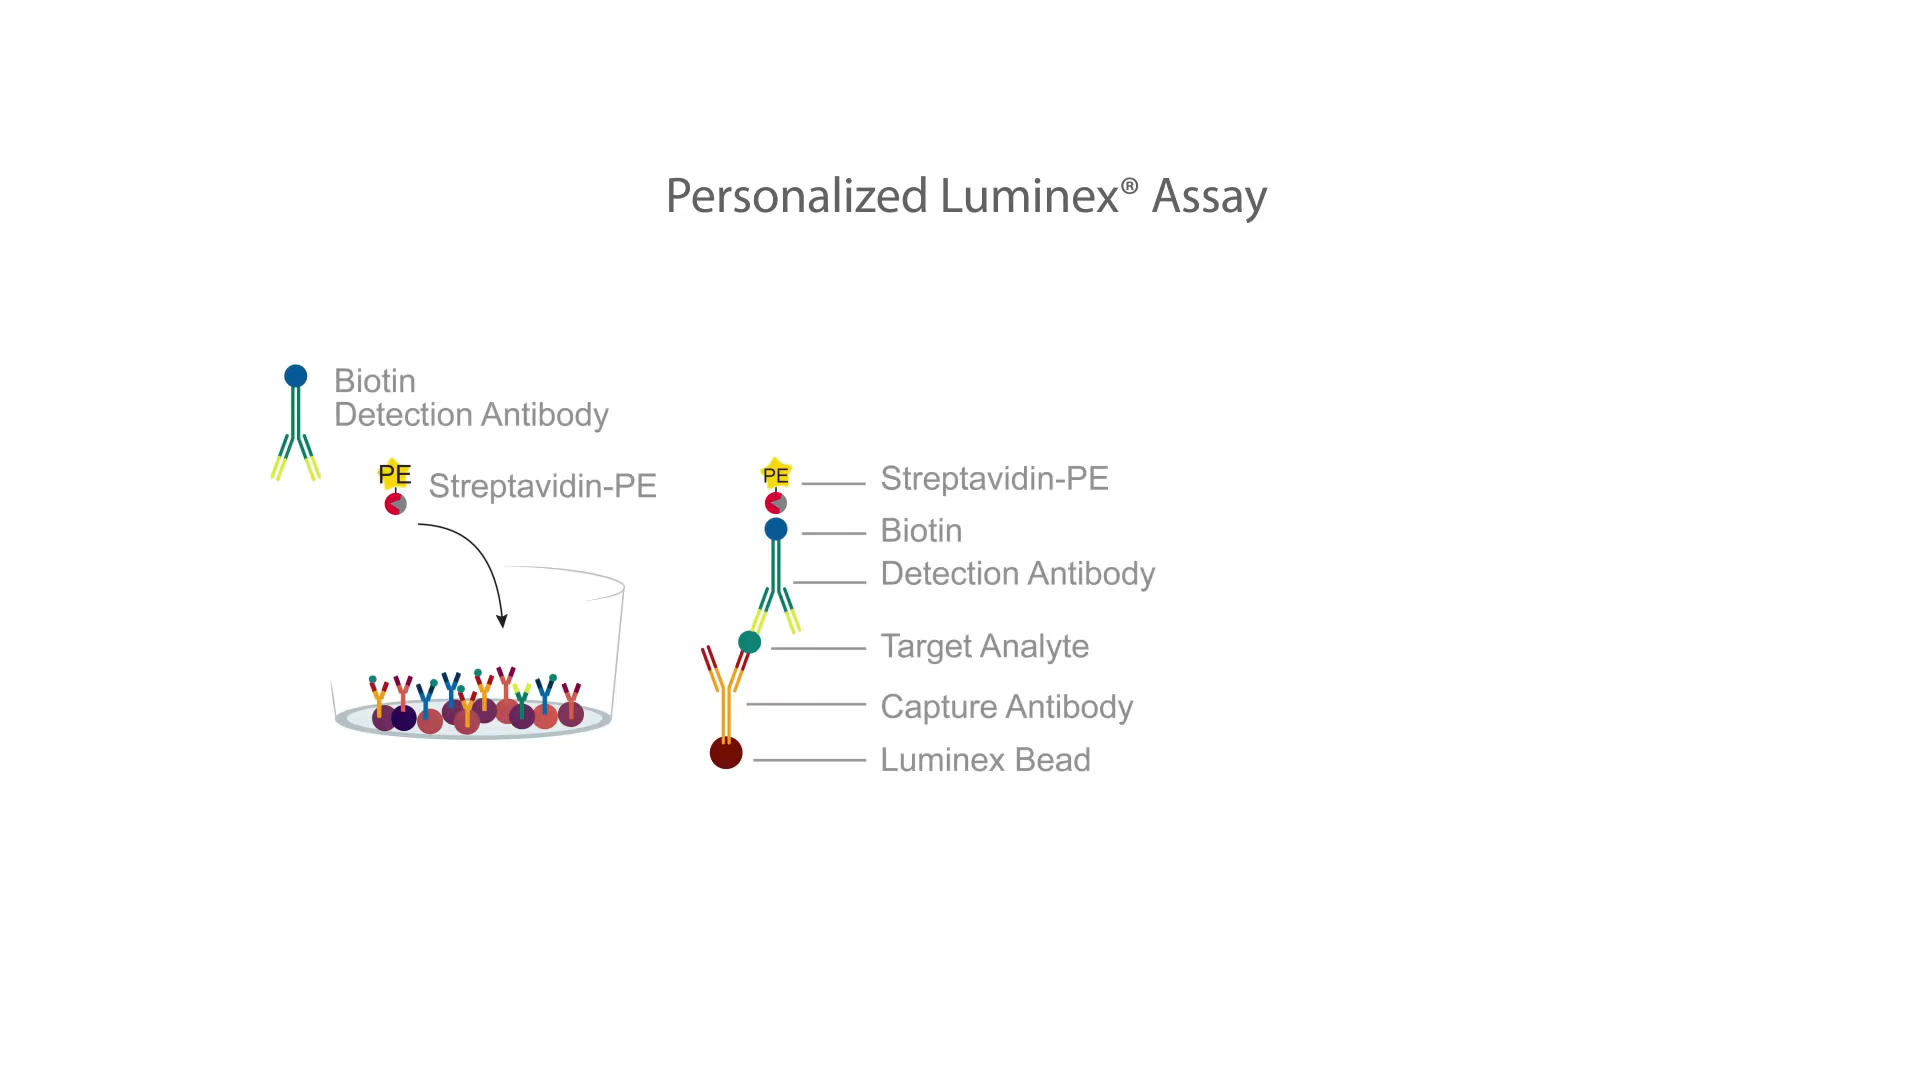 Personalized Luminex® Assay
Biotin
Detection Antibody
PE
Streptavidin-PE
PE
Streptavidin-PE
Biotin
Detection Antibody
Target Analyte
Capture Antibody
Luminex Bead